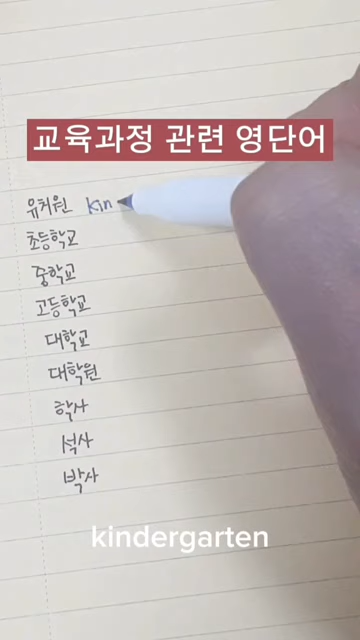 교육과정 관련 영단어
유치원 kin
초등학교
중학교
고등학교
대학교
대학원
학사
석사
박사
kindergarten